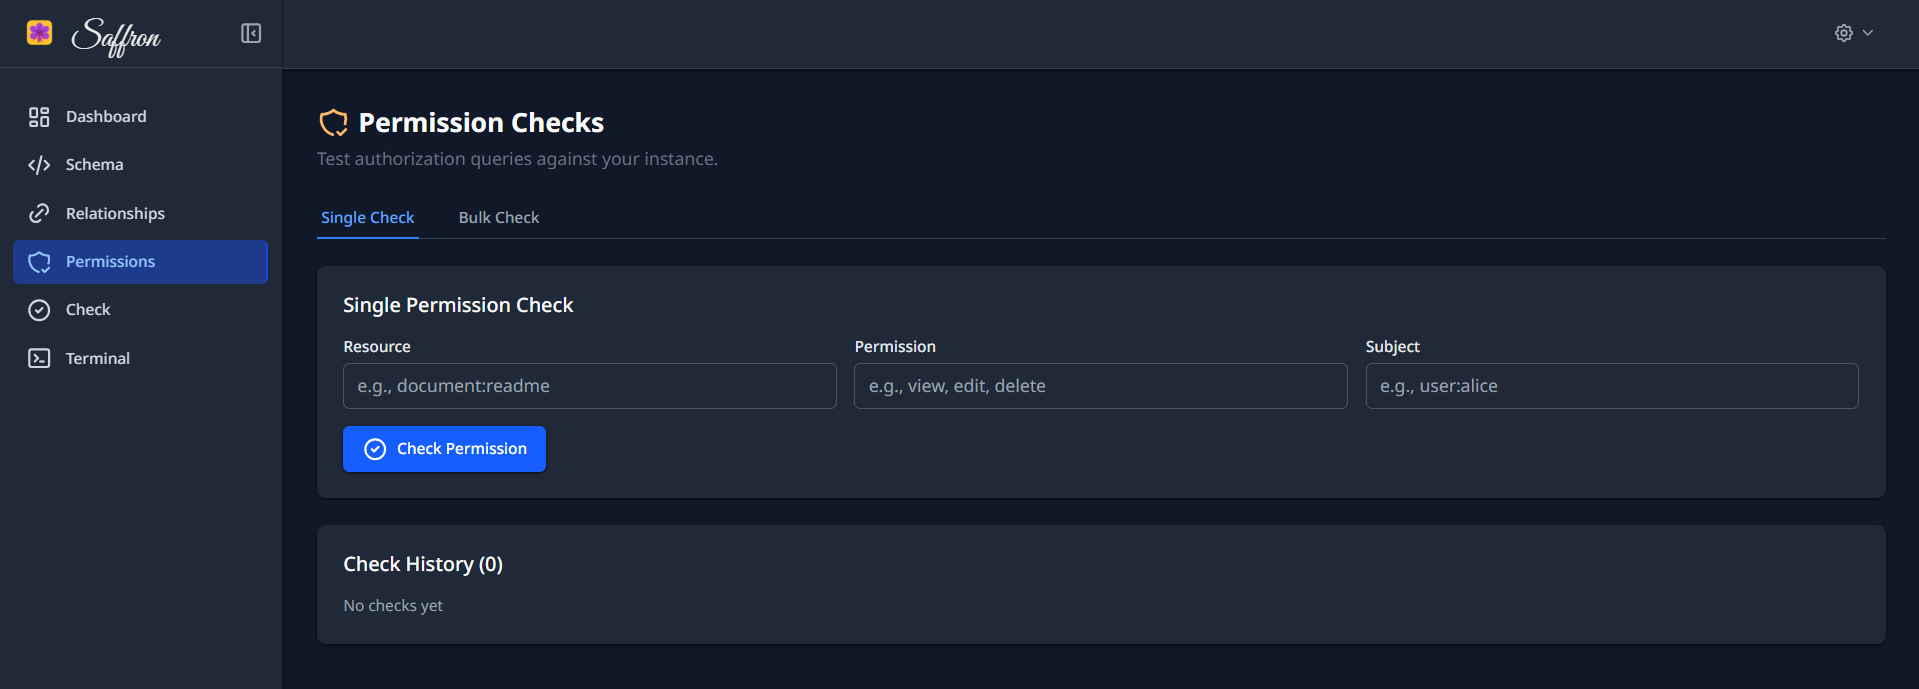 Saffron
Dashboard
Schema
Relationships
Permissions
Check
Terminal
Permission Checks
Test authorization queries against your instance.
Single Check
Bulk Check
Single Permission Check
Resource
Permission
Subject
e.g., document:readme
e.g., view, edit, delete
e.g., user:alice
Check Permission
Check History (0)
No checks yet